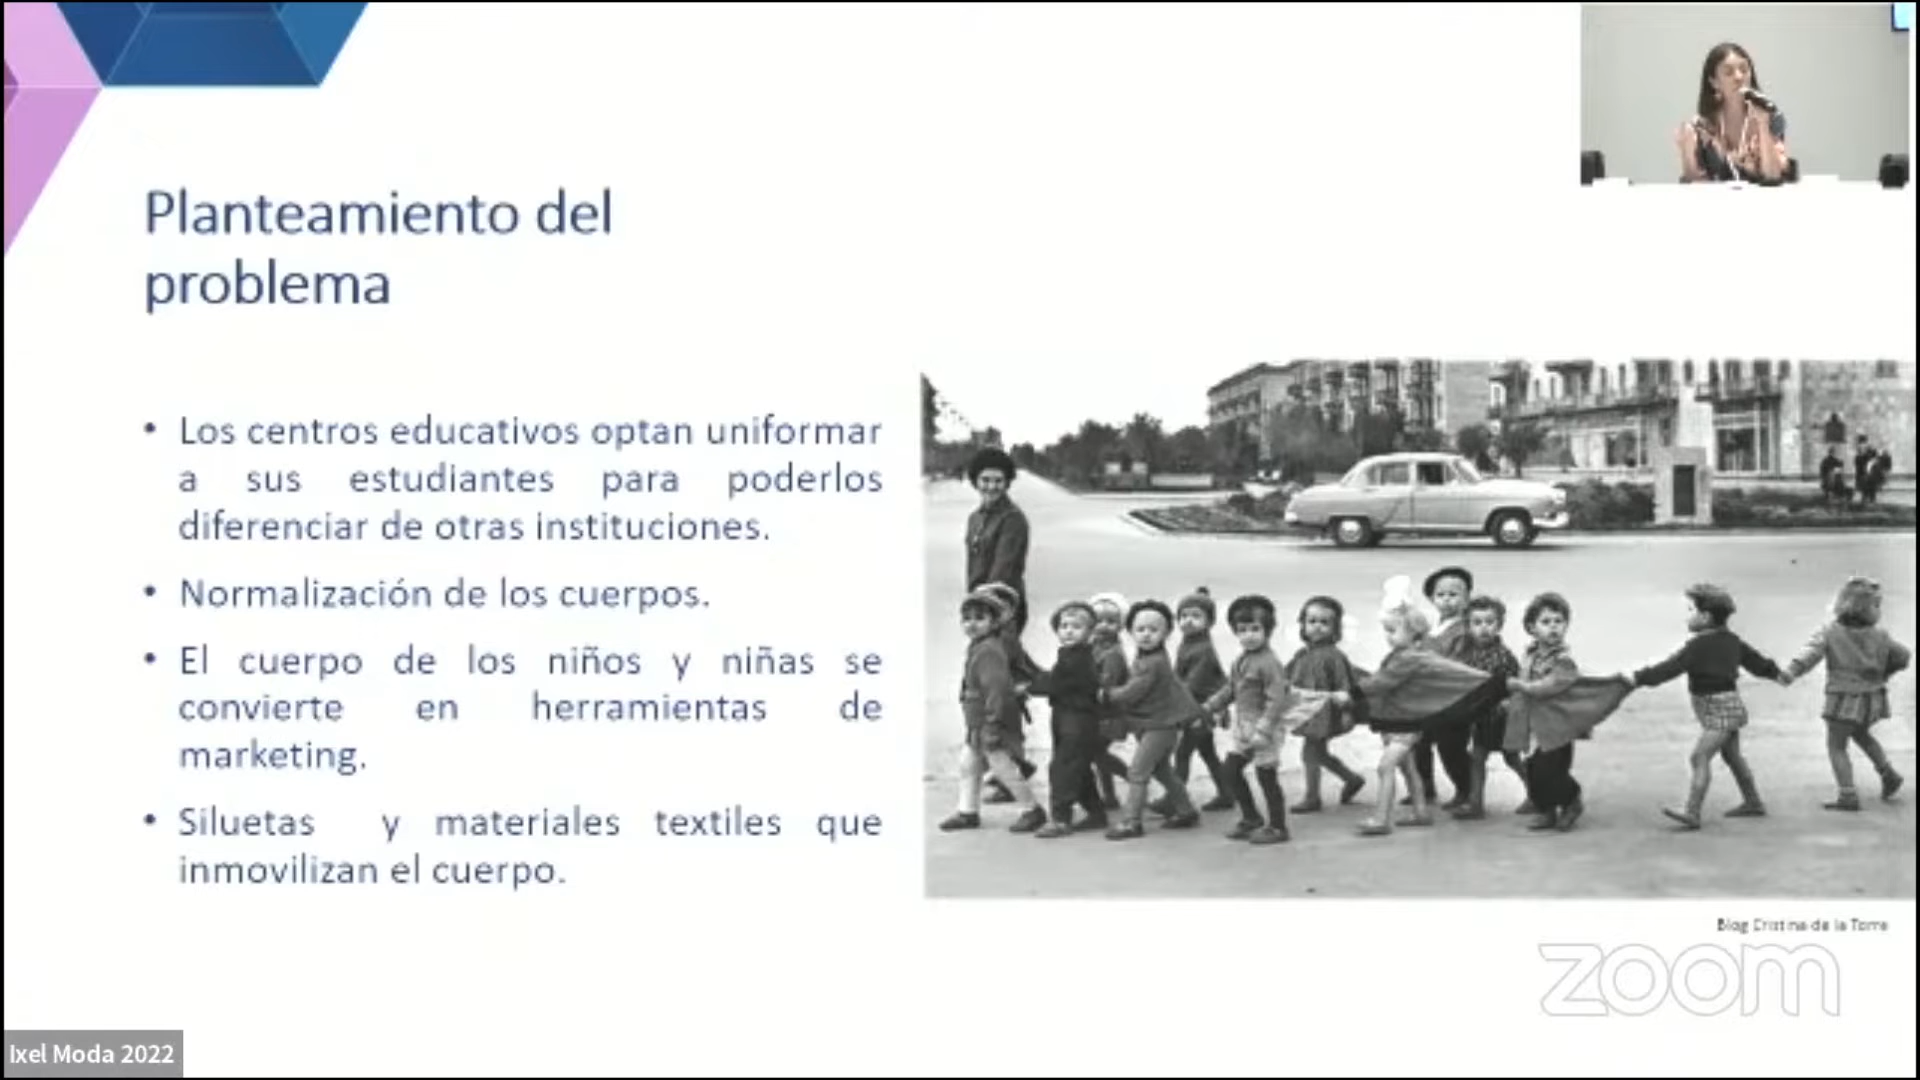 Planteamiento del
problema
• Los centros educativos optan uniformar
a sus estudiantes para poderlos
diferenciar de otras instituciones.
• Normalización de los cuerpos.
• El cuerpo de los niños y niñas se
convierte en herramientas de
marketing.
• Siluetas y materiales textiles que
inmovilizan el cuerpo.
Blog Cristina de la Torre
zoom
Ixel Moda 2022